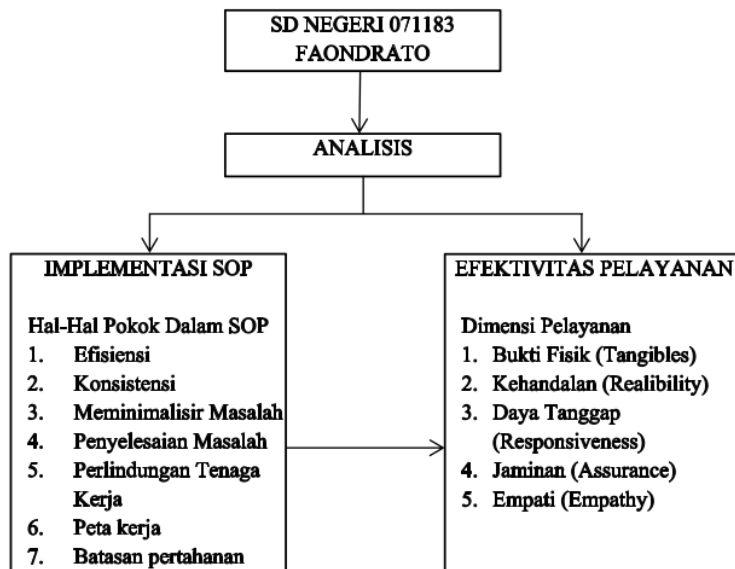 SD NEGERI 071183
FAONDRATO
ANALISIS
IMPLEMENTASI SOP
Hal-Hal Pokok Dalam SOP
1. Efisiensi
2. Konsistensi
3. Meminimalisir Masalah
4. Penyelesaian Masalah
5. Perlindungan Tenaga
Kerja
6. Peta kerja
7. Batasan pertahanan
EFEKTIVITAS PELAYANAN
Dimensi Pelayanan
1. Bukti Fisik (Tangibles)
2. Kehandalan (Realibility)
3. Daya Tanggap
(Responsiveness)
4. Jaminan (Assurance)
5. Empati (Empathy)